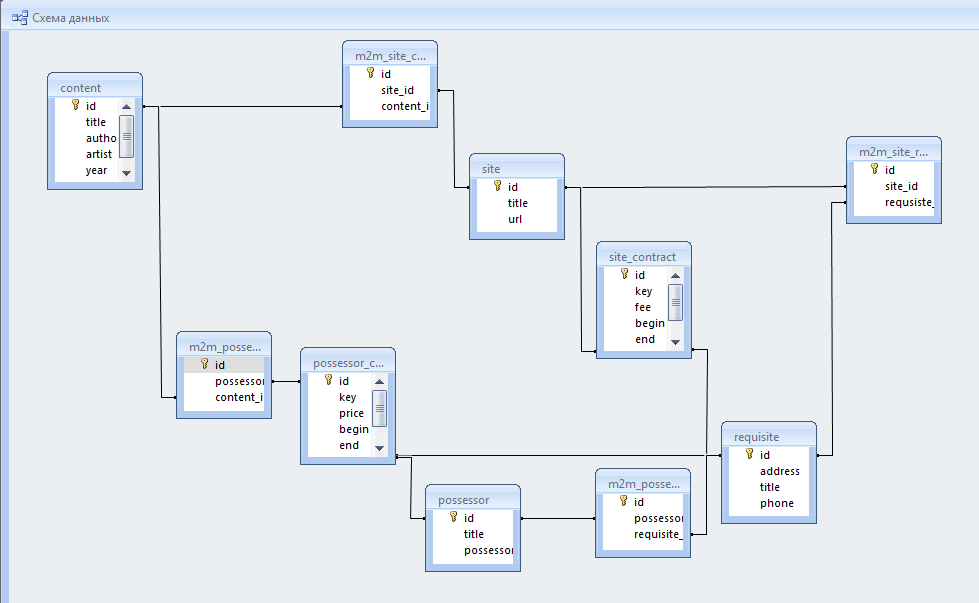 Схема данных
content
id
title
autho
artist
year
m2m_site_c...
id
site_id
content_i
site
id
title
url
m2m_site_r...
id
site_id
requsiste_
site_contract
id
key
fee
begin
end
m2m_posse...
id
possessor
content_i
possessor_c...
id
key
price
begin
end
possessor
id
title
possessor
m2m_posse...
id
possessor
requisite_
requisite
id
address
title
phone